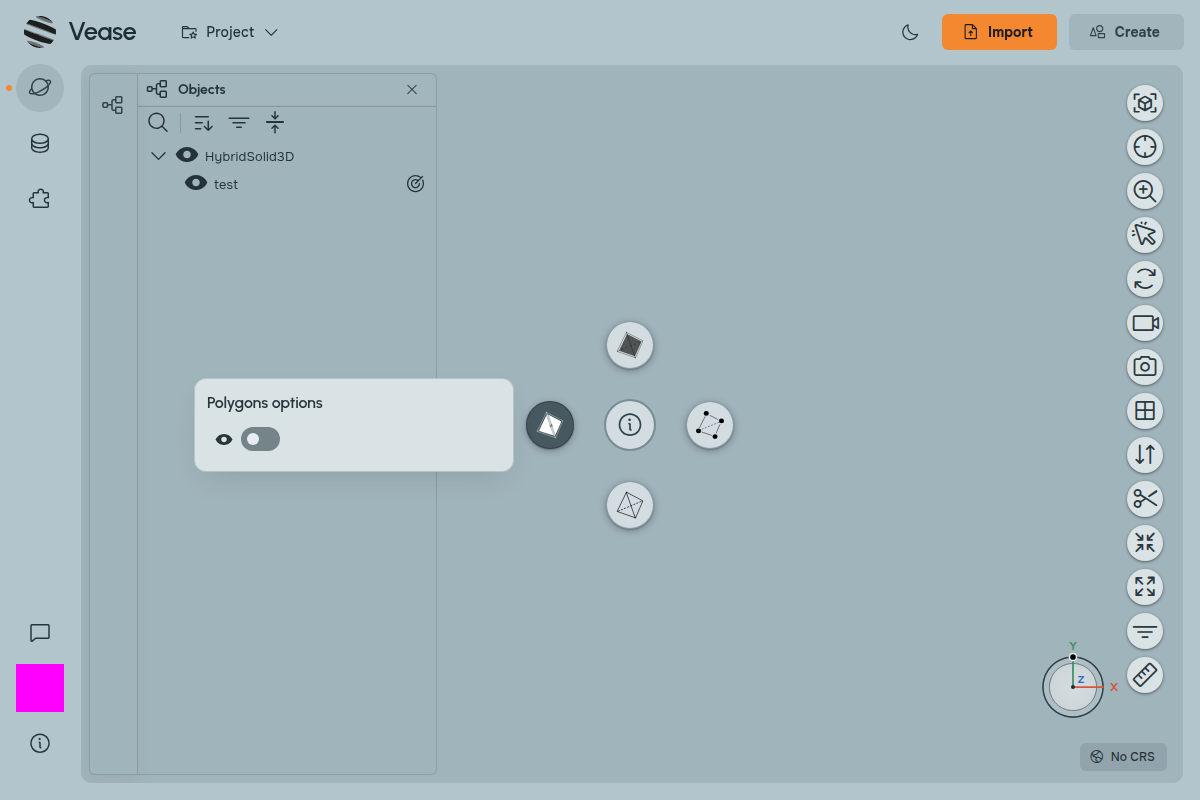 Vease
Project
Import
Create
Objects
HybridSolid3D
test
Polygons options
Y
Z
X
No CRS